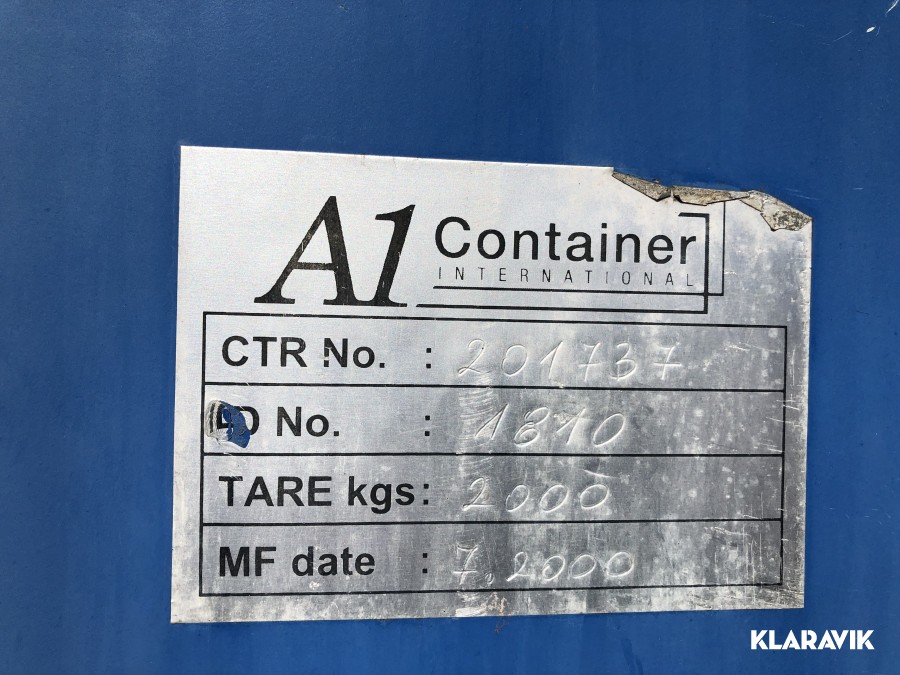 A1 Container
INTERNATIONAL
CTR No. : 201737
No. : 1810
TARE kgs: 2000
MF date : 7.2000
KLARAVIK